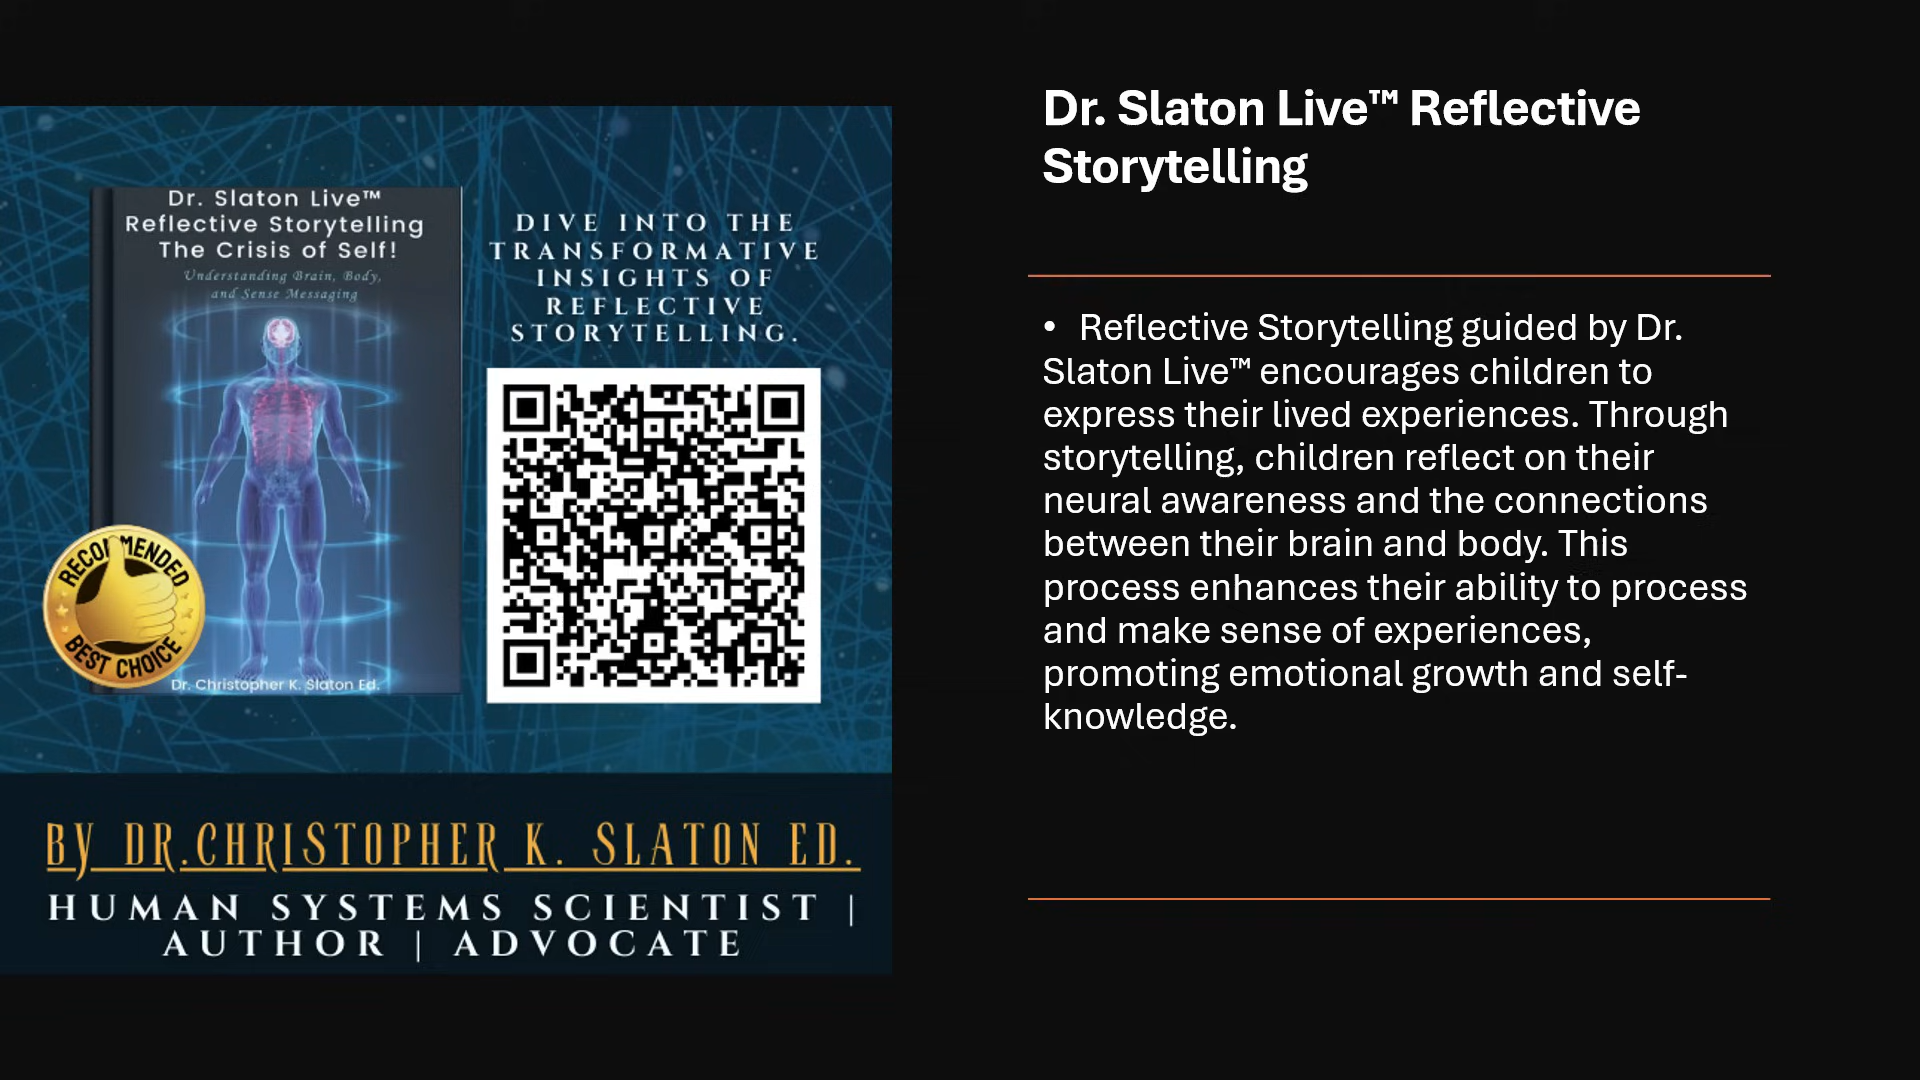 Dr. Slaton Live™
Reflective Storytelling
The Crisis of Self!
Understanding Brain, Body,
and Sense Messaging
RECOMMENDED
BEST CHOICE
Dr. Christopher K. Slaton Ed.
DIVE INTO THE
TRANSFORMATIVE
INSIGHTS OF
REFLECTIVE
STORYTELLING.
BY DR.CHRISTOPHER K. SLATON ED.
HUMAN SYSTEMS SCIENTIST |
AUTHOR | ADVOCATE
Dr. Slaton Live™ Reflective
Storytelling
• Reflective Storytelling guided by Dr.
Slaton Live™ encourages children to
express their lived experiences. Through
storytelling, children reflect on their
neural awareness and the connections
between their brain and body. This
process enhances their ability to process
and make sense of experiences,
promoting emotional growth and self-
knowledge.